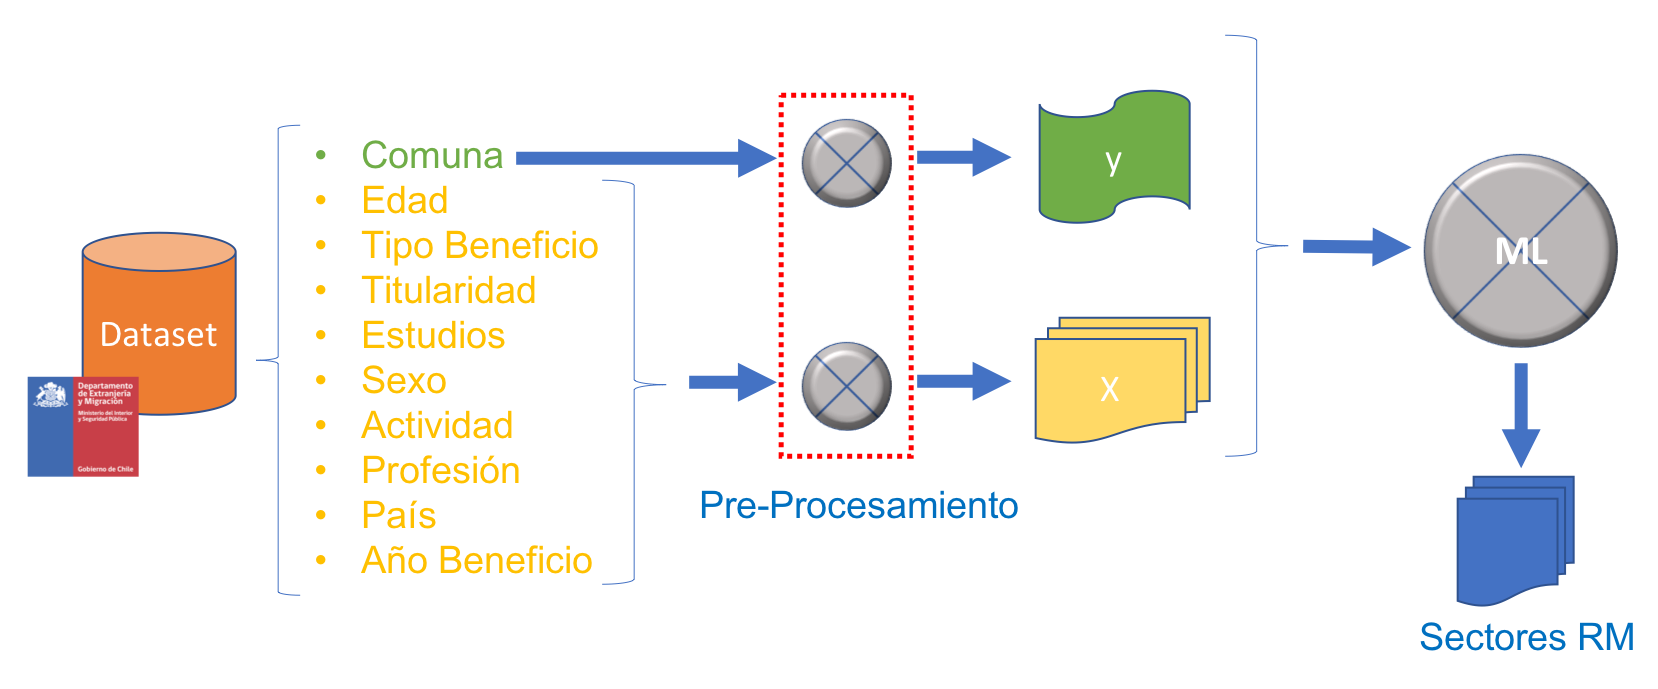 Comuna
Edad
Tipo Beneficio
Titularidad
Estudios
Sexo
Actividad
Profesión
País
Año Beneficio
Dataset
Departamento
de Extranjería
y Migración
Ministerio del Interior
y Seguridad Pública
Gobierno de Chile
Pre-Procesamiento
y
X
ML
Sectores RM